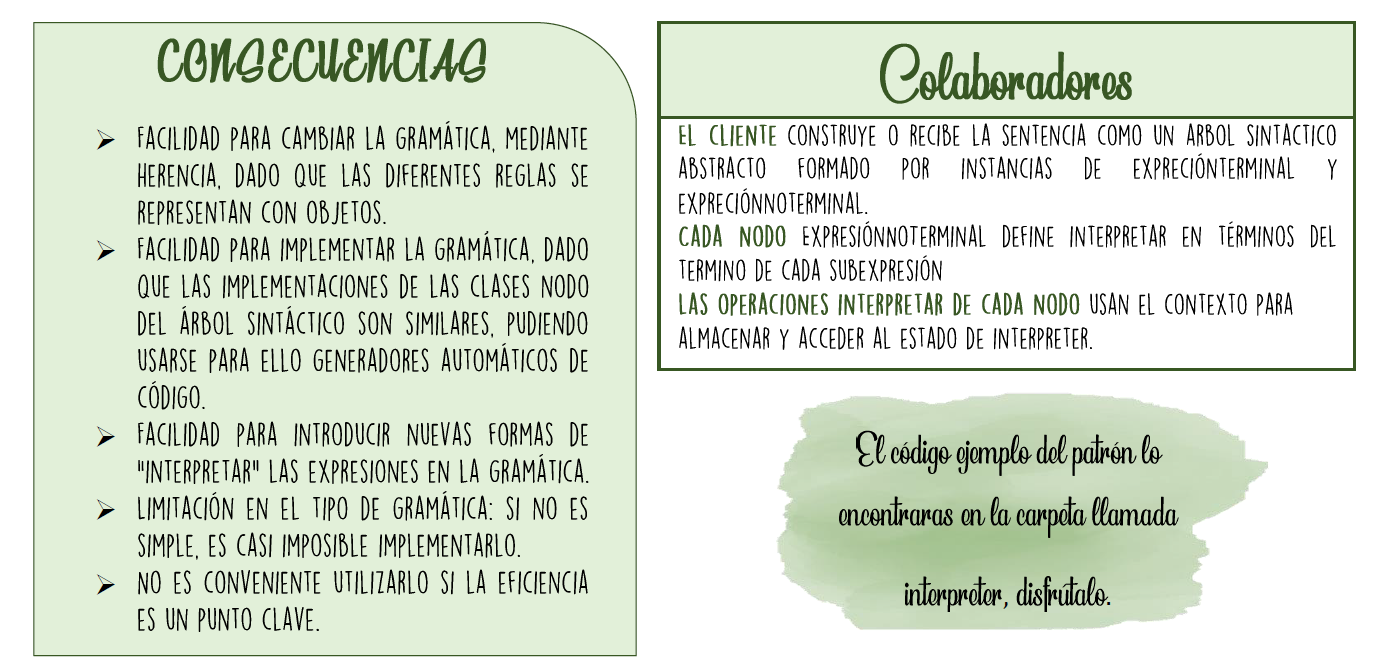 CONSECUENCIAS
➢ FACILIDAD PARA CAMBIAR LA GRAMÁTICA, MEDIANTE
HERENCIA, DADO QUE LAS DIFERENTES REGLAS SE
REPRESENTAN CON OBJETOS.
➢ FACILIDAD PARA IMPLEMENTAR LA GRAMÁTICA, DADO
QUE LAS IMPLEMENTACIONES DE LAS CLASES NODO
DEL ÁRBOL SINTÁCTICO SON SIMILARES, PUDIENDO
USARSE PARA ELLO GENERADORES AUTOMÁTICOS DE
CÓDIGO.
➢ FACILIDAD PARA INTRODUCIR NUEVAS FORMAS DE
"INTERPRETAR" LAS EXPRESIONES EN LA GRAMÁTICA.
➢ LIMITACIÓN EN EL TIPO DE GRAMÁTICA: SI NO ES
SIMPLE, ES CASI IMPOSIBLE IMPLEMENTARLO.
➢ NO ES CONVENIENTE UTILIZARLO SI LA EFICIENCIA
ES UN PUNTO CLAVE.
Colaboradores
EL CLIENTE CONSTRUYE O RECIBE LA SENTENCIA COMO UN ARBOL SINTACTICO
ABSTRACTO FORMADO POR INSTANCIAS DE EXPRECIÓNTERMINAL Y
EXPRECIÓNNOTERMINAL.
CADA NODO EXPRESIÓNNOTERMINAL DEFINE INTERPRETAR EN TÉRMINOS DEL
TERMINO DE CADA SUBEXPRESIÓN
LAS OPERACIONES INTERPRETAR DE CADA NODO USAN EL CONTEXTO PARA
ALMACENAR Y ACCEDER AL ESTADO DE INTERPRETER.
El código ejemplo del patrón lo
encontraras en la carpeta llamada
interpreter, disfrútalo.